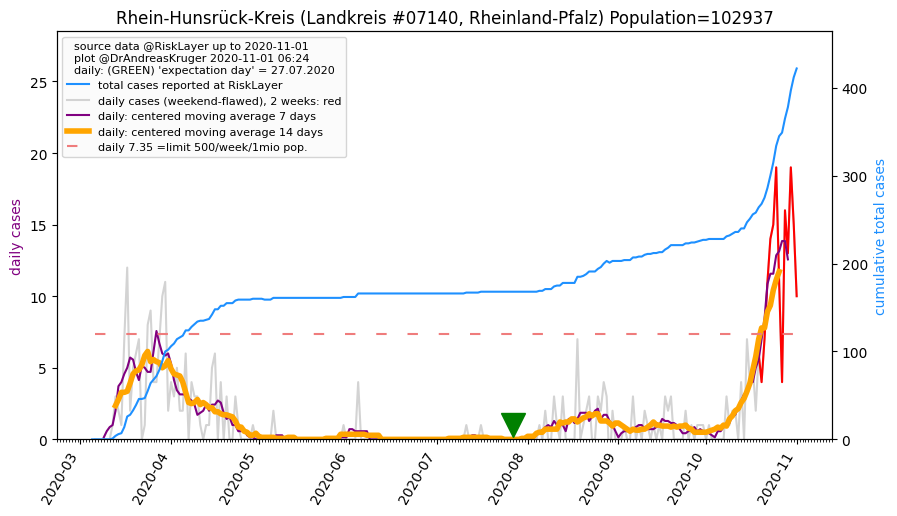 Rhein-Hunsrück-Kreis (Landkreis #07140, Rheinland-Pfalz) Population=102937
source data @RiskLayer up to 2020-11-01
plot @DrAndreasKruger 2020-11-01 06:24
daily: (GREEN) 'expectation day' = 27.07.2020
total cases reported at RiskLayer
daily cases (weekend-flawed), 2 weeks: red
daily: centered moving average 7 days
daily: centered moving average 14 days
daily 7.35 =limit 500/week/1mio pop.
daily cases
25
20
15
10
5
0
cumulative total cases
400
300
200
100
0
2020-03
2020-04
2020-05
2020-06
2020-07
2020-08
2020-09
2020-10
2020-11